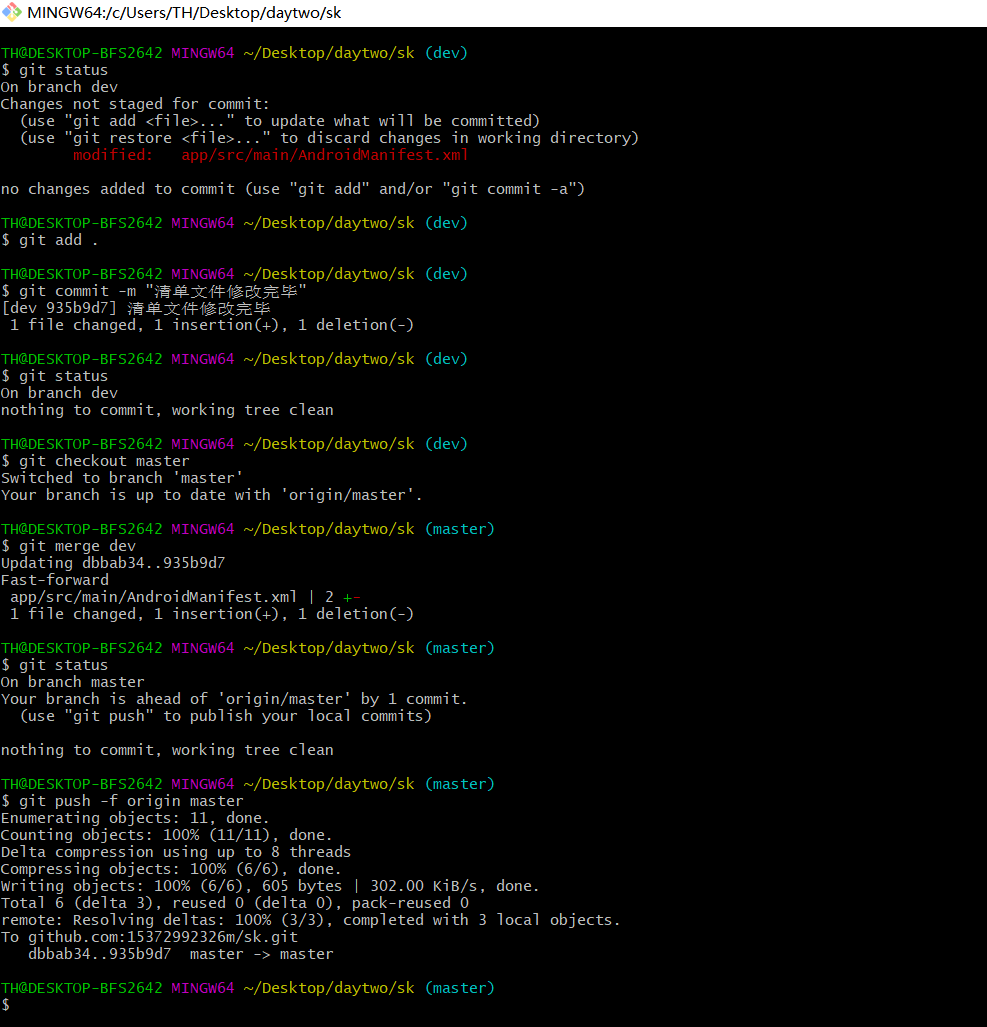 MINGW64:/c/Users/TH/Desktop/daytwo/sk
TH@DESKTOP-BFS2642 MINGW64 ~/Desktop/daytwo/sk (dev)
$ git status
On branch dev
Changes not staged for commit:
  (use "git add <file>..." to update what will be committed)
  (use "git restore <file>..." to discard changes in working directory)
        modified:   app/src/main/AndroidManifest.xml
no changes added to commit (use "git add" and/or "git commit -a")
TH@DESKTOP-BFS2642 MINGW64 ~/Desktop/daytwo/sk (dev)
$ git add .
TH@DESKTOP-BFS2642 MINGW64 ~/Desktop/daytwo/sk (dev)
$ git commit -m "清单文件修改完毕"
[dev 935b9d7] 清单文件修改完毕
 1 file changed, 1 insertion(+), 1 deletion(-)
TH@DESKTOP-BFS2642 MINGW64 ~/Desktop/daytwo/sk (dev)
$ git status
On branch dev
nothing to commit, working tree clean
TH@DESKTOP-BFS2642 MINGW64 ~/Desktop/daytwo/sk (dev)
$ git checkout master
Switched to branch 'master'
Your branch is up to date with 'origin/master'.
TH@DESKTOP-BFS2642 MINGW64 ~/Desktop/daytwo/sk (master)
$ git merge dev
Updating dbbab34..935b9d7
Fast-forward
 app/src/main/AndroidManifest.xml | 2 +-
 1 file changed, 1 insertion(+), 1 deletion(-)
TH@DESKTOP-BFS2642 MINGW64 ~/Desktop/daytwo/sk (master)
$ git status
On branch master
Your branch is ahead of 'origin/master' by 1 commit.
  (use "git push" to publish your local commits)
nothing to commit, working tree clean
TH@DESKTOP-BFS2642 MINGW64 ~/Desktop/daytwo/sk (master)
$ git push -f origin master
Enumerating objects: 11, done.
Counting objects: 100% (11/11), done.
Delta compression using up to 8 threads
Compressing objects: 100% (6/6), done.
Writing objects: 100% (6/6), 605 bytes | 302.00 KiB/s, done.
Total 6 (delta 3), reused 0 (delta 0), pack-reused 0
remote: Resolving deltas: 100% (3/3), completed with 3 local objects.
To github.com:15372992326m/sk.git
   dbbab34..935b9d7  master -> master
TH@DESKTOP-BFS2642 MINGW64 ~/Desktop/daytwo/sk (master)
$